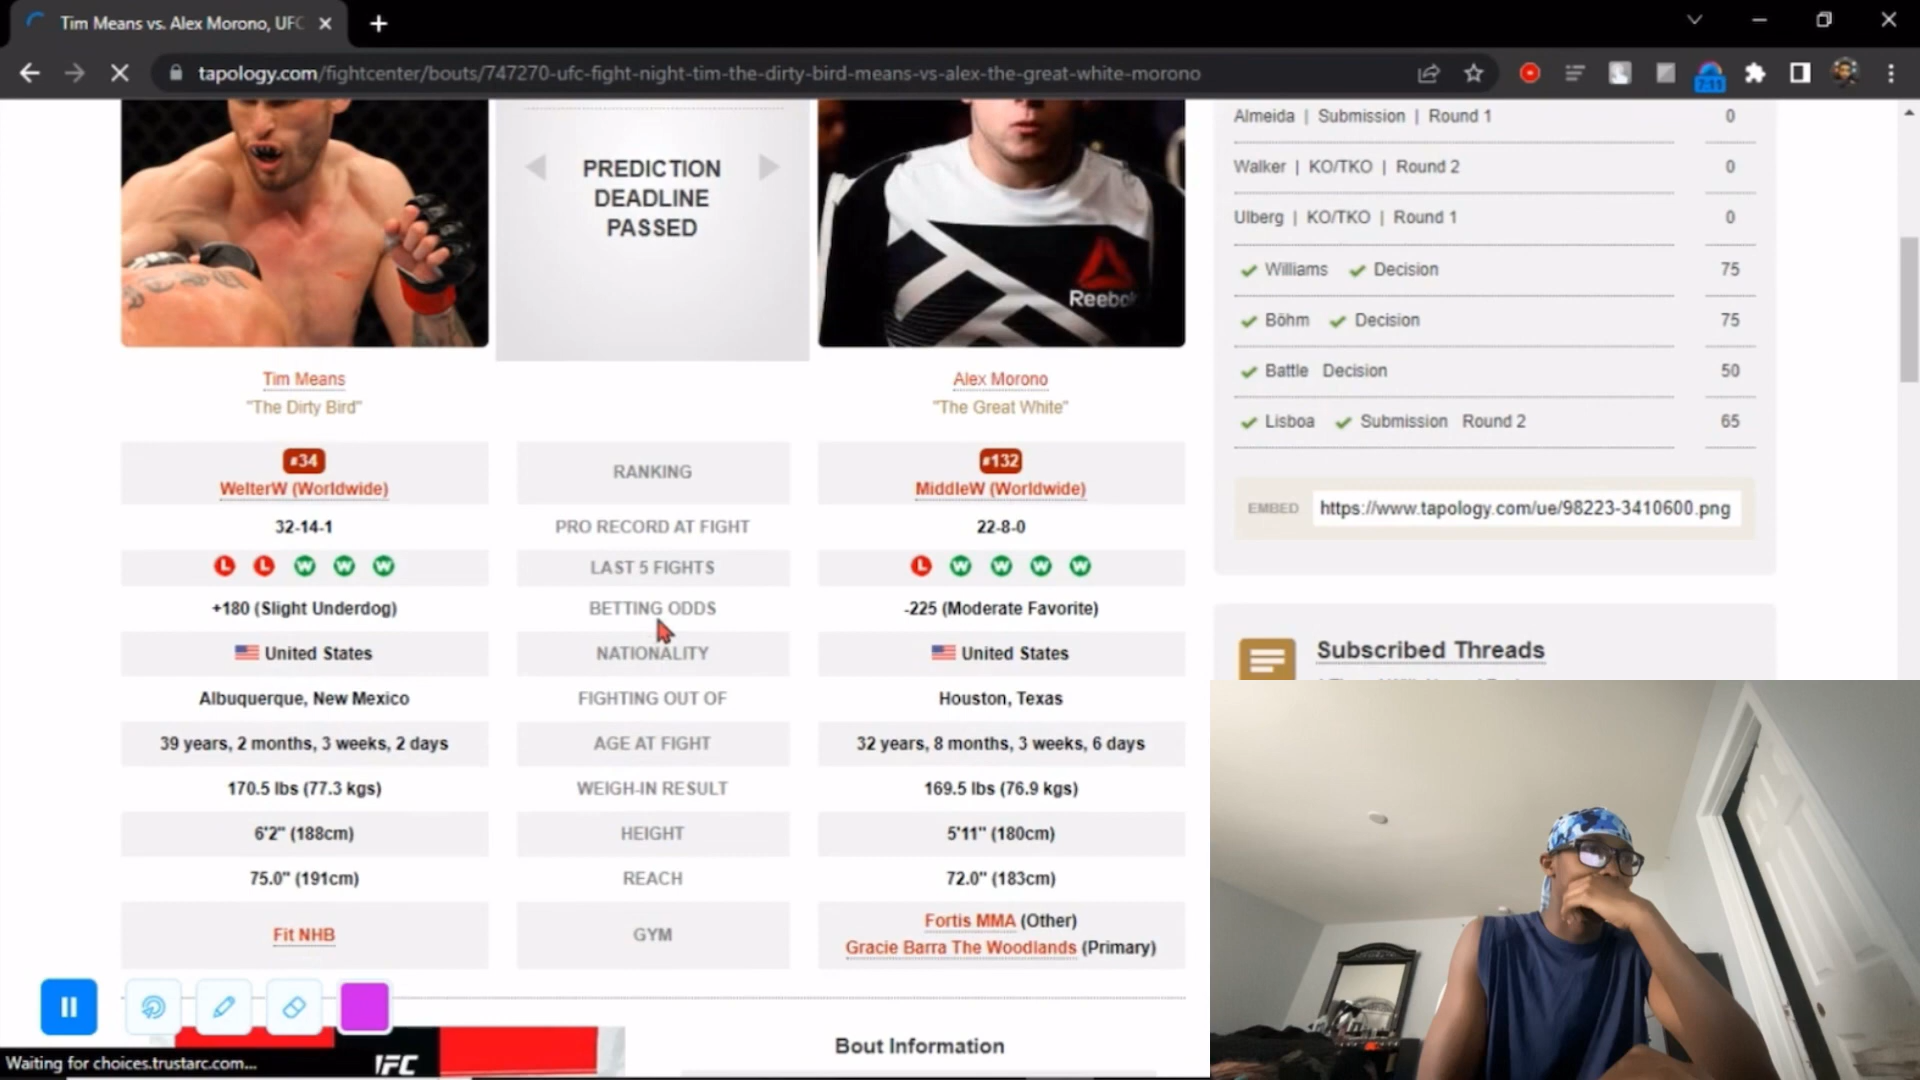 Tim Means vs. Alex Morono, UFC
tapology.com/fightcenter/bouts/747270-ufc-fight-night-tim-the-dirty-bird-means-vs-alex-the-great-white-morono
7:11
PREDICTION
DEADLINE
PASSED
Reebok
Tim Means
"The Dirty Bird"
Alex Morono
"The Great White"
#34
WelterW (Worldwide)
RANKING
#132
MiddleW (Worldwide)
32-14-1
PRO RECORD AT FIGHT
22-8-0
L L W W W
LAST 5 FIGHTS
L W W W W
+180 (Slight Underdog)
BETTING ODDS
-225 (Moderate Favorite)
United States
NATIONALITY
United States
Albuquerque, New Mexico
FIGHTING OUT OF
Houston, Texas
39 years, 2 months, 3 weeks, 2 days
AGE AT FIGHT
32 years, 8 months, 3 weeks, 6 days
170.5 lbs (77.3 kgs)
WEIGH-IN RESULT
169.5 lbs (76.9 kgs)
6'2" (188cm)
HEIGHT
5'11" (180cm)
75.0" (191cm)
REACH
72.0" (183cm)
Fit NHB
GYM
Fortis MMA (Other)
Gracie Barra The Woodlands (Primary)
Bout Information
Waiting for choices.trustarc.com...
Almeida | Submission | Round 1 0
Walker | KO/TKO | Round 2 0
Ulberg | KO/TKO | Round 1 0
Williams Decision 75
Böhm Decision 75
Battle Decision 50
Lisboa Submission Round 2 65
EMBED https://www.tapology.com/ue/98223-3410600.png
Subscribed Threads